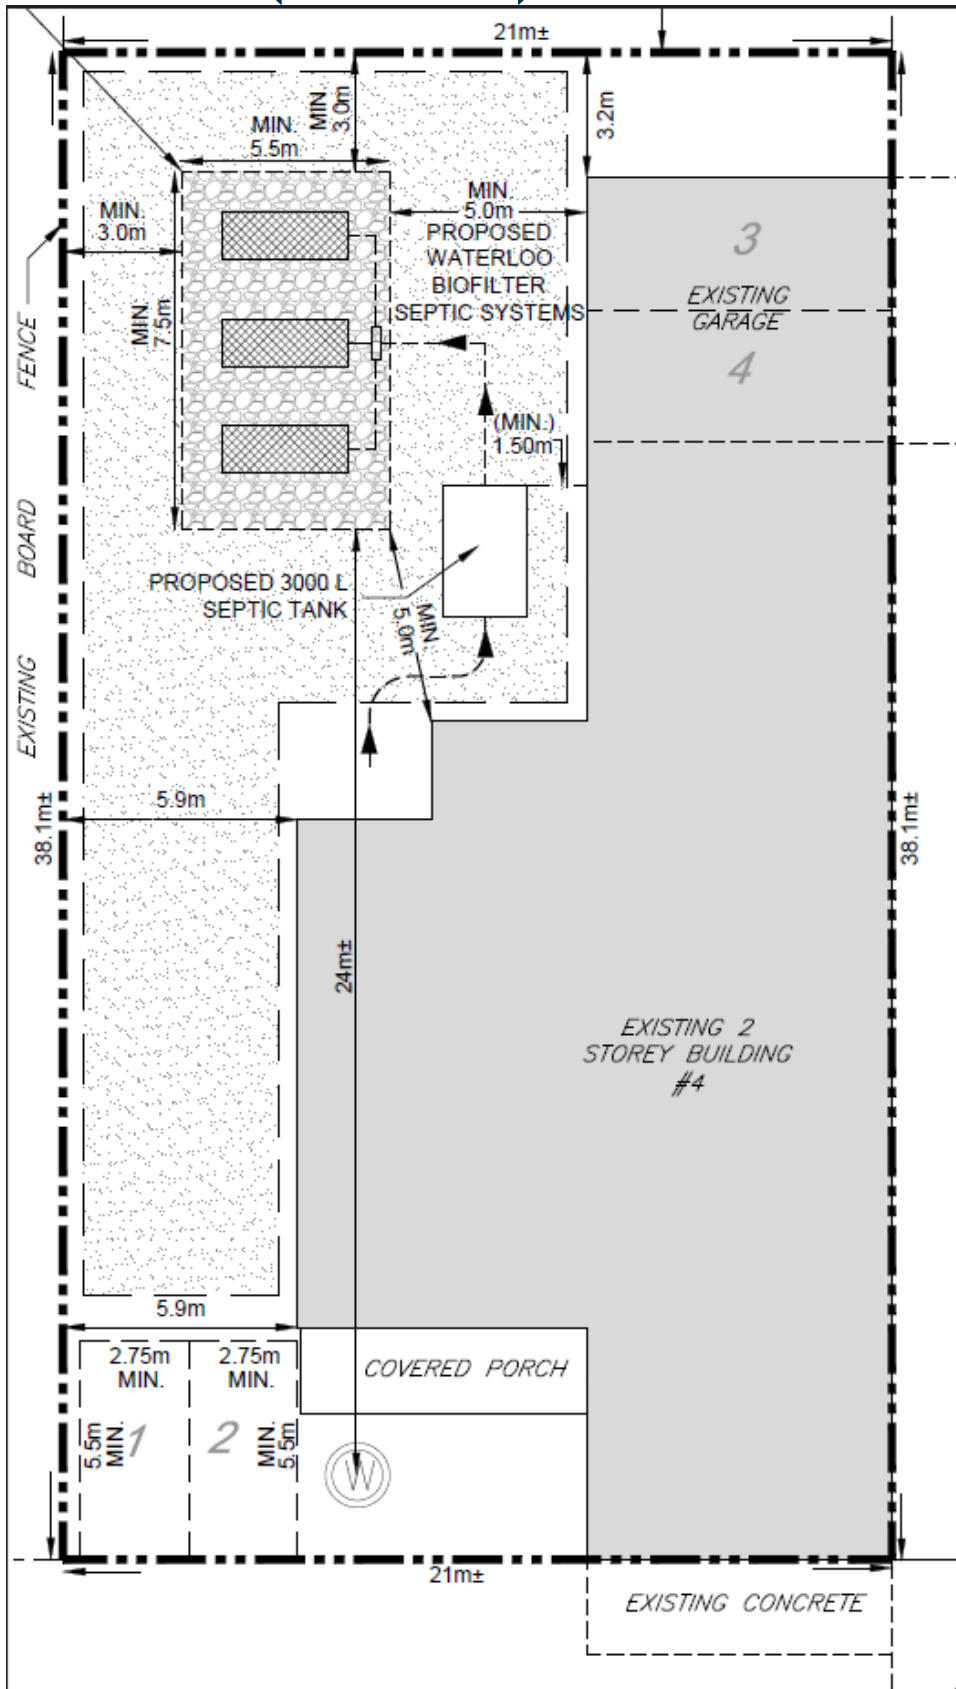 21m±
MIN.
3.0m
3.2m
MIN.
5.5m
MIN.
3.0m
MIN.
5.0m
PROPOSED
WATERLOO
BIOFILTER
SEPTIC SYSTEMS
3
EXISTING
GARAGE
4
MIN.
7.5m
EXISTING BOARD FENCE
(MIN.)
1.50m
PROPOSED 3000 L
SEPTIC TANK
MIN.
5.0m
5.9m
38.1m±
38.1m±
24m±
EXISTING 2
STOREY BUILDING
#4
5.9m
2.75m
MIN.
2.75m
MIN.
COVERED PORCH
5.5m
MIN.
1
2
MIN.
5.5m
W
21m±
EXISTING CONCRETE